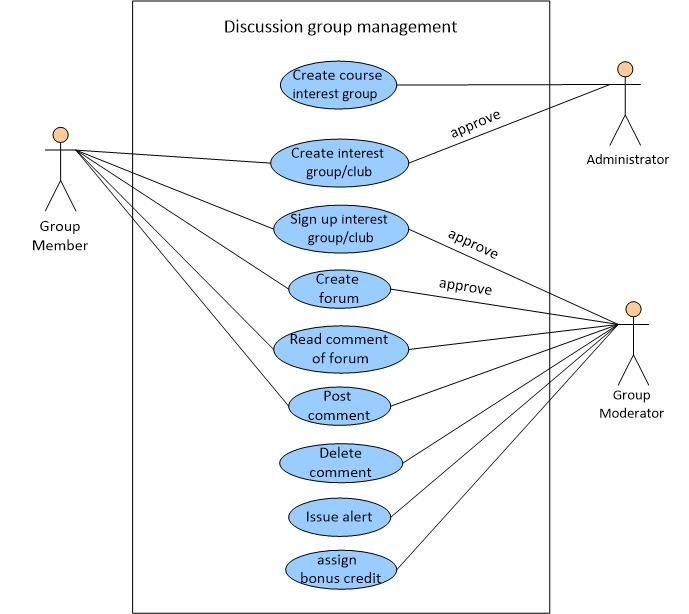 Discussion group management
Create course
interest group
approve
Administrator
Create interest
group/club
Group
Member
Sign up interest
group/club
approve
Create
forum
approve
Read comment
of forum
Group
Moderator
Post
comment
Delete
comment
Issue alert
assign
bonus credit